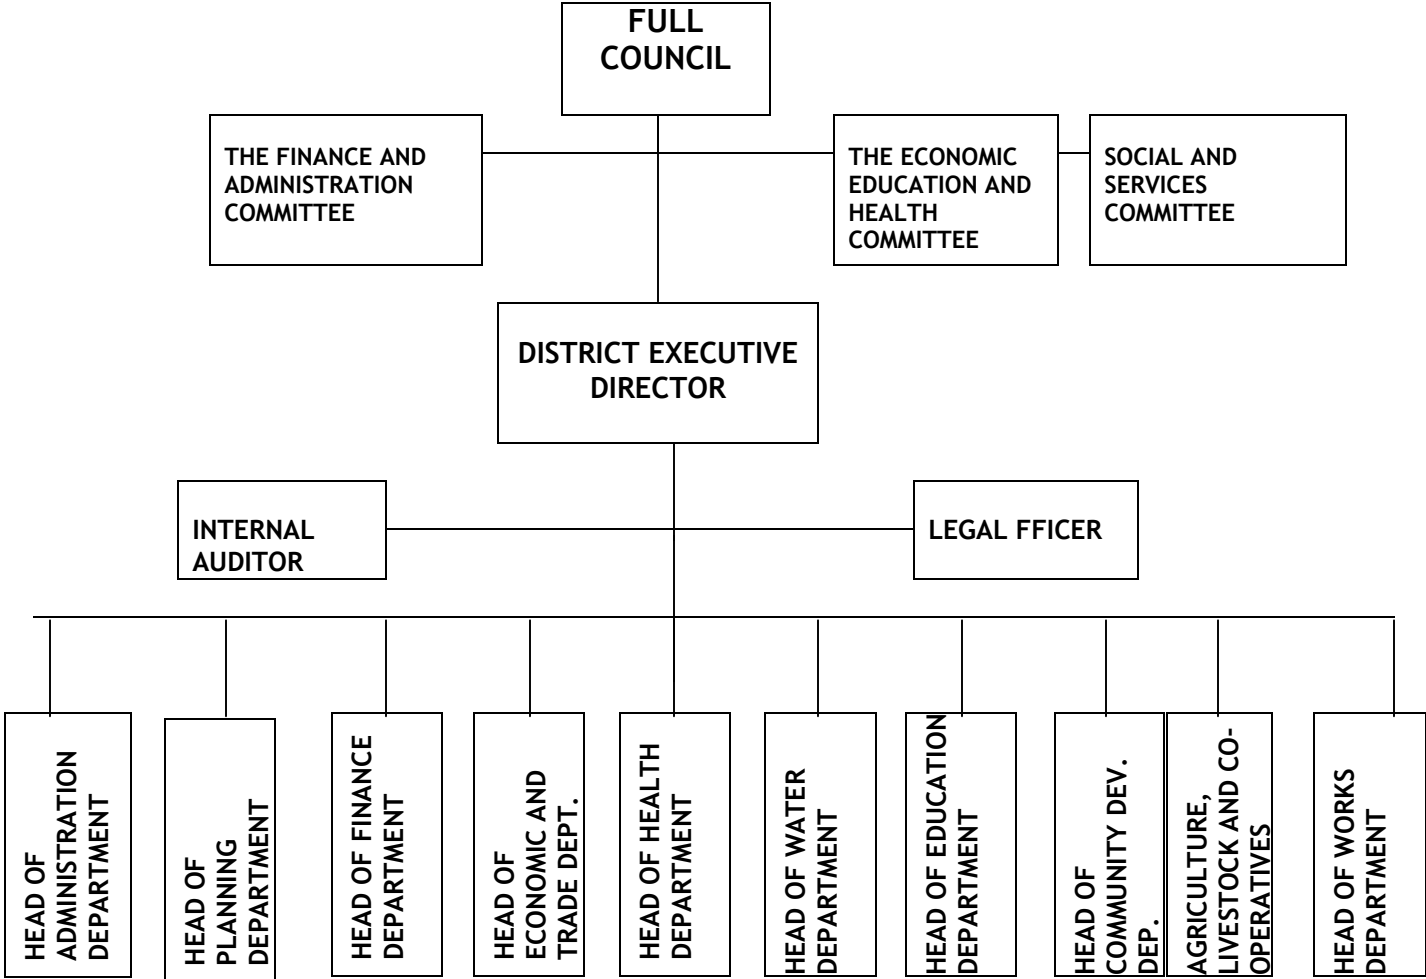 FULL
COUNCIL
THE FINANCE AND
ADMINISTRATION
COMMITTEE
THE ECONOMIC
EDUCATION AND
HEALTH
COMMITTEE
SOCIAL AND
SERVICES
COMMITTEE
DISTRICT EXECUTIVE
DIRECTOR
INTERNAL
AUDITOR
LEGAL FFICER
HEAD OF
ADMINISTRATION
DEPARTMENT
HEAD OF
PLANNING
DEPARTMENT
HEAD OF FINANCE
DEPARTMENT
HEAD OF
ECONOMIC AND
TRADE DEPT.
HEAD OF HEALTH
DEPARTMENT
HEAD OF WATER
DEPARTMENT
HEAD OF EDUCATION
DEPARTMENT
HEAD OF
COMMUNITY DEV.
DEP.
AGRICULTURE,
LIVESTOCK AND CO-
OPERATIVES
HEAD OF WORKS
DEPARTMENT